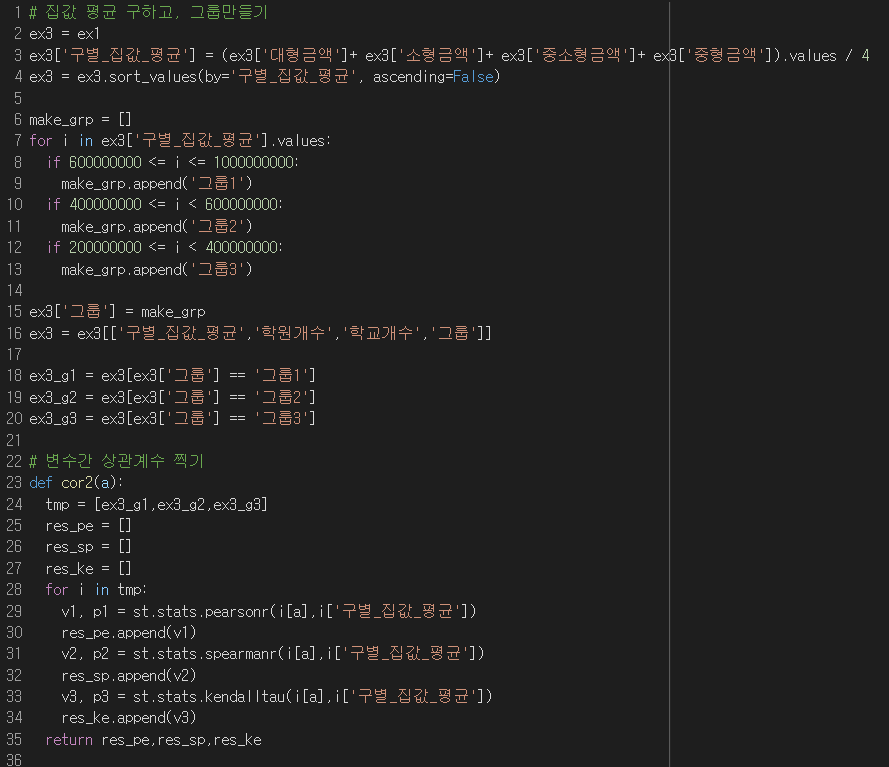 1 # 집값 평균 구하고, 그룹만들기
2 ex3 = ex1
3 ex3['구별_집값_평균'] = (ex3['대형금액']+ ex3['소형금액']+ ex3['중소형금액']+ ex3['중형금액']).values / 4
4 ex3 = ex3.sort_values(by='구별_집값_평균', ascending=False)
5
6 make_grp = []
7 for i in ex3['구별_집값_평균'].values:
8   if 600000000 <= i <= 1000000000:
9     make_grp.append('그룹1')
10   if 400000000 <= i < 600000000:
11     make_grp.append('그룹2')
12   if 200000000 <= i < 400000000:
13     make_grp.append('그룹3')
14
15 ex3['그룹'] = make_grp
16 ex3 = ex3[['구별_집값_평균','학원개수','학교개수','그룹']]
17
18 ex3_g1 = ex3[ex3['그룹'] == '그룹1']
19 ex3_g2 = ex3[ex3['그룹'] == '그룹2']
20 ex3_g3 = ex3[ex3['그룹'] == '그룹3']
21
22 # 변수간 상관계수 찍기
23 def cor2(a):
24   tmp = [ex3_g1,ex3_g2,ex3_g3]
25   res_pe = []
26   res_sp = []
27   res_ke = []
28   for i in tmp:
29     v1, p1 = st.stats.pearsonr(i[a],i['구별_집값_평균'])
30     res_pe.append(v1)
31     v2, p2 = st.stats.spearmanr(i[a],i['구별_집값_평균'])
32     res_sp.append(v2)
33     v3, p3 = st.stats.kendalltau(i[a],i['구별_집값_평균'])
34     res_ke.append(v3)
35   return res_pe,res_sp,res_ke
36